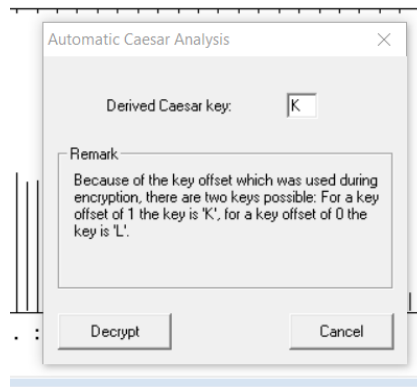 Automatic Caesar Analysis
Derived Caesar key: K
Remark
Because of the key offset which was used during
encryption, there are two keys possible: For a key
offset of 1 the key is 'K', for a key offset of 0 the
key is 'L'.
. :
Decrypt Cancel